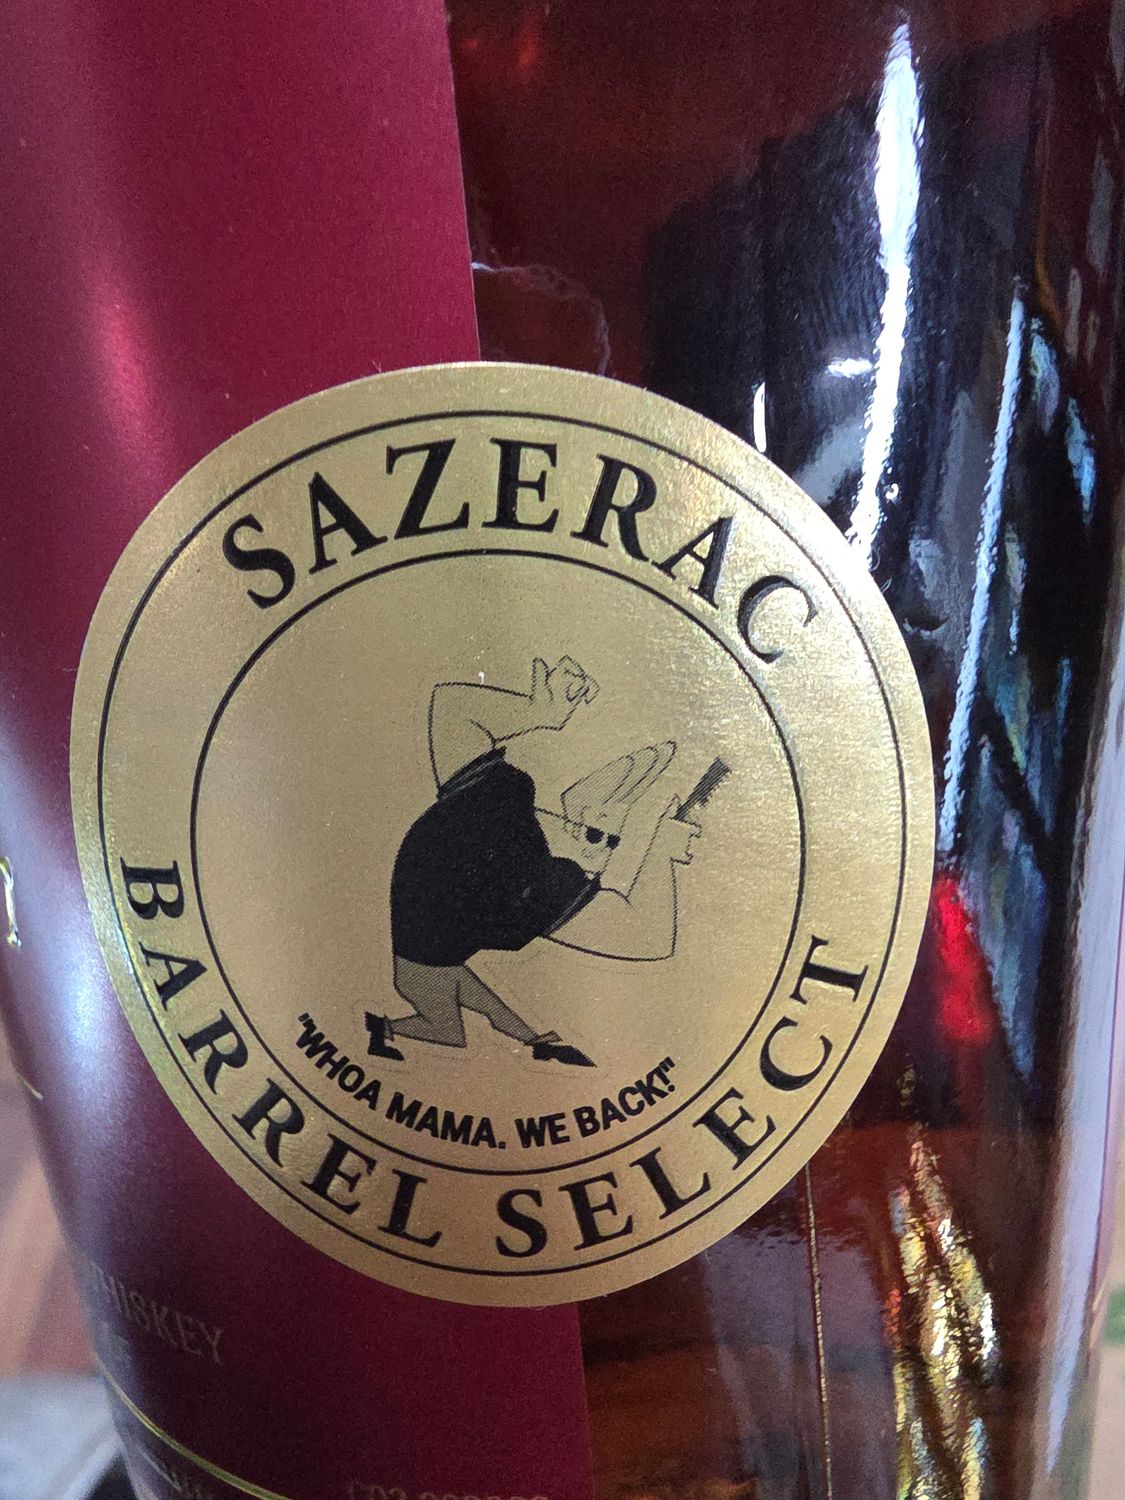 SAZERAC
"WHOA MAMA. WE BACK!"
BARREL SELECT
WHISKEY